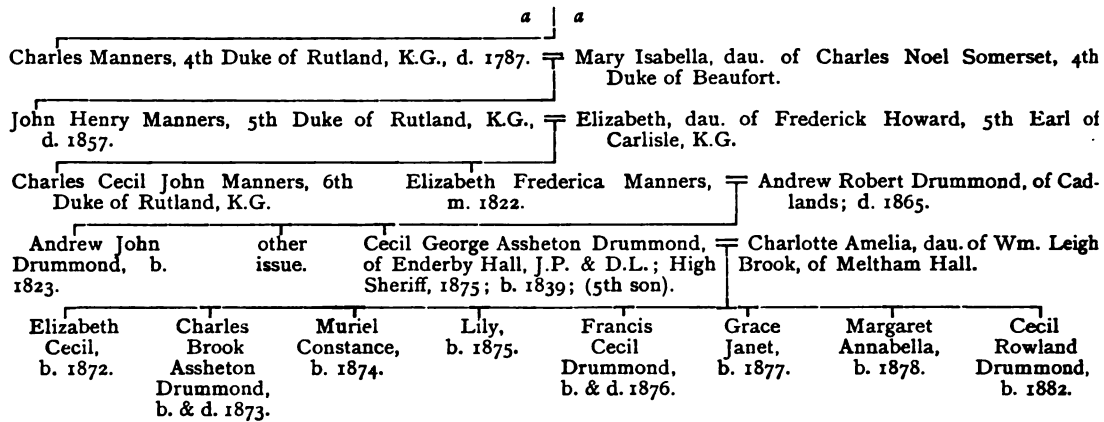 a a
Charles Manners, 4th Duke of Rutland, K.G., d. 1787. = Mary Isabella, dau. of Charles Noel Somerset, 4th
Duke of Beaufort.
John Henry Manners, 5th Duke of Rutland, K.G., = Elizabeth, dau. of Frederick Howard, 5th Earl of
d. 1857. Carlisle, K.G.
Charles Cecil John Manners, 6th Elizabeth Frederica Manners, = Andrew Robert Drummond, of Cad-
Duke of Rutland, K.G. m. 1822. lands; d. 1865.
Andrew John other Cecil George Assheton Drummond, = Charlotte Amelia, dau. of Wm. Leigh
Drummond, b. issue. of Enderby Hall, J.P. & D.L.; High Brook, of Meltham Hall.
1823. Sheriff, 1875; b. 1839; (5th son).
Elizabeth Charles Muriel Lily, Francis Grace Margaret Cecil
Cecil, Brook Constance, b. 1875. Cecil Janet, Annabella, Rowland
b. 1872. Assheton b. 1874. Drummond, b. 1877. b. 1878. Drummond,
Drummond, b. & d. 1876. b. 1882.
b. & d. 1873.